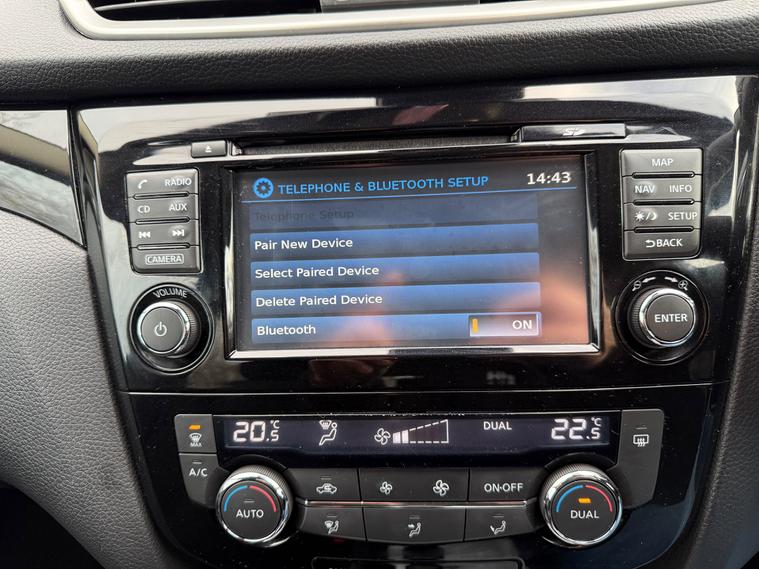 SD
RADIO
CD AUX
CAMERA
VOLUME
TELEPHONE & BLUETOOTH SETUP 14:43
Telephone Setup
Pair New Device
Select Paired Device
Delete Paired Device
Bluetooth ON
MAP
NAV INFO
SETUP
BACK
ENTER
MAX
A/C
20.5°C
DUAL
22.5°C
AUTO
ON·OFF
DUAL